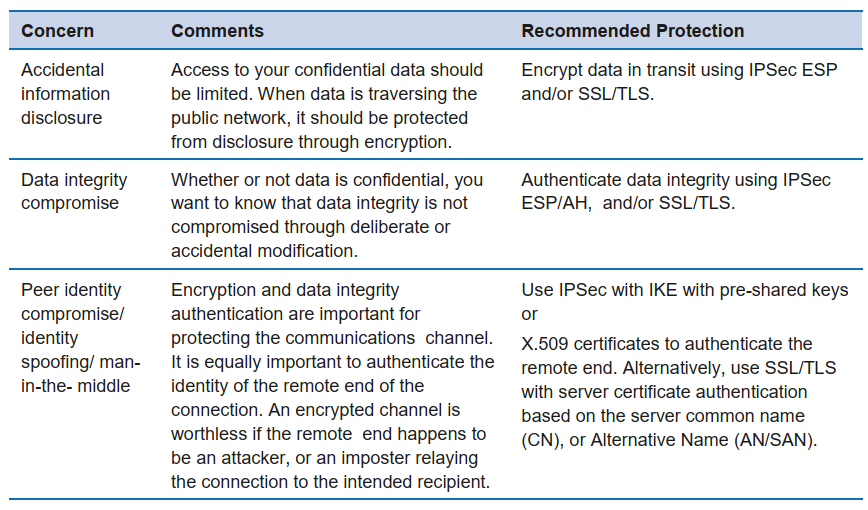 Concern Comments Recommended Protection
Accidental
information
disclosure
Access to your confidential data should
be limited. When data is traversing the
public network, it should be protected
from disclosure through encryption.
Encrypt data in transit using IPSec ESP
and/or SSL/TLS.
Data integrity
compromise
Whether or not data is confidential, you
want to know that data integrity is not
compromised through deliberate or
accidental modification.
Authenticate data integrity using IPSec
ESP/AH, and/or SSL/TLS.
Peer identity
compromise/
identity
spoofing/ man-
in-the- middle
Encryption and data integrity
authentication are important for
protecting the communications channel.
It is equally important to authenticate the
identity of the remote end of the
connection. An encrypted channel is
worthless if the remote end happens to
be an attacker, or an imposter relaying
the connection to the intended recipient.
Use IPSec with IKE with pre-shared keys
or
X.509 certificates to authenticate the
remote end. Alternatively, use SSL/TLS
with server certificate authentication
based on the server common name
(CN), or Alternative Name (AN/SAN).